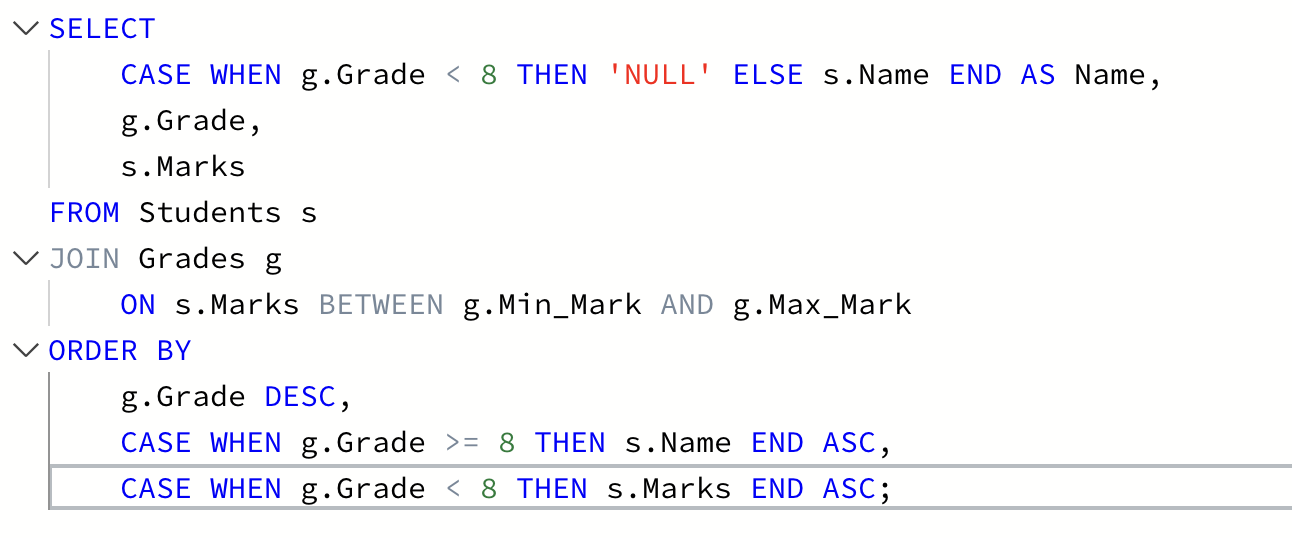 SELECT
    CASE WHEN g.Grade < 8 THEN 'NULL' ELSE s.Name END AS Name,
    g.Grade,
    s.Marks
FROM Students s
JOIN Grades g
    ON s.Marks BETWEEN g.Min_Mark AND g.Max_Mark
ORDER BY
    g.Grade DESC,
    CASE WHEN g.Grade >= 8 THEN s.Name END ASC,
    CASE WHEN g.Grade < 8 THEN s.Marks END ASC;